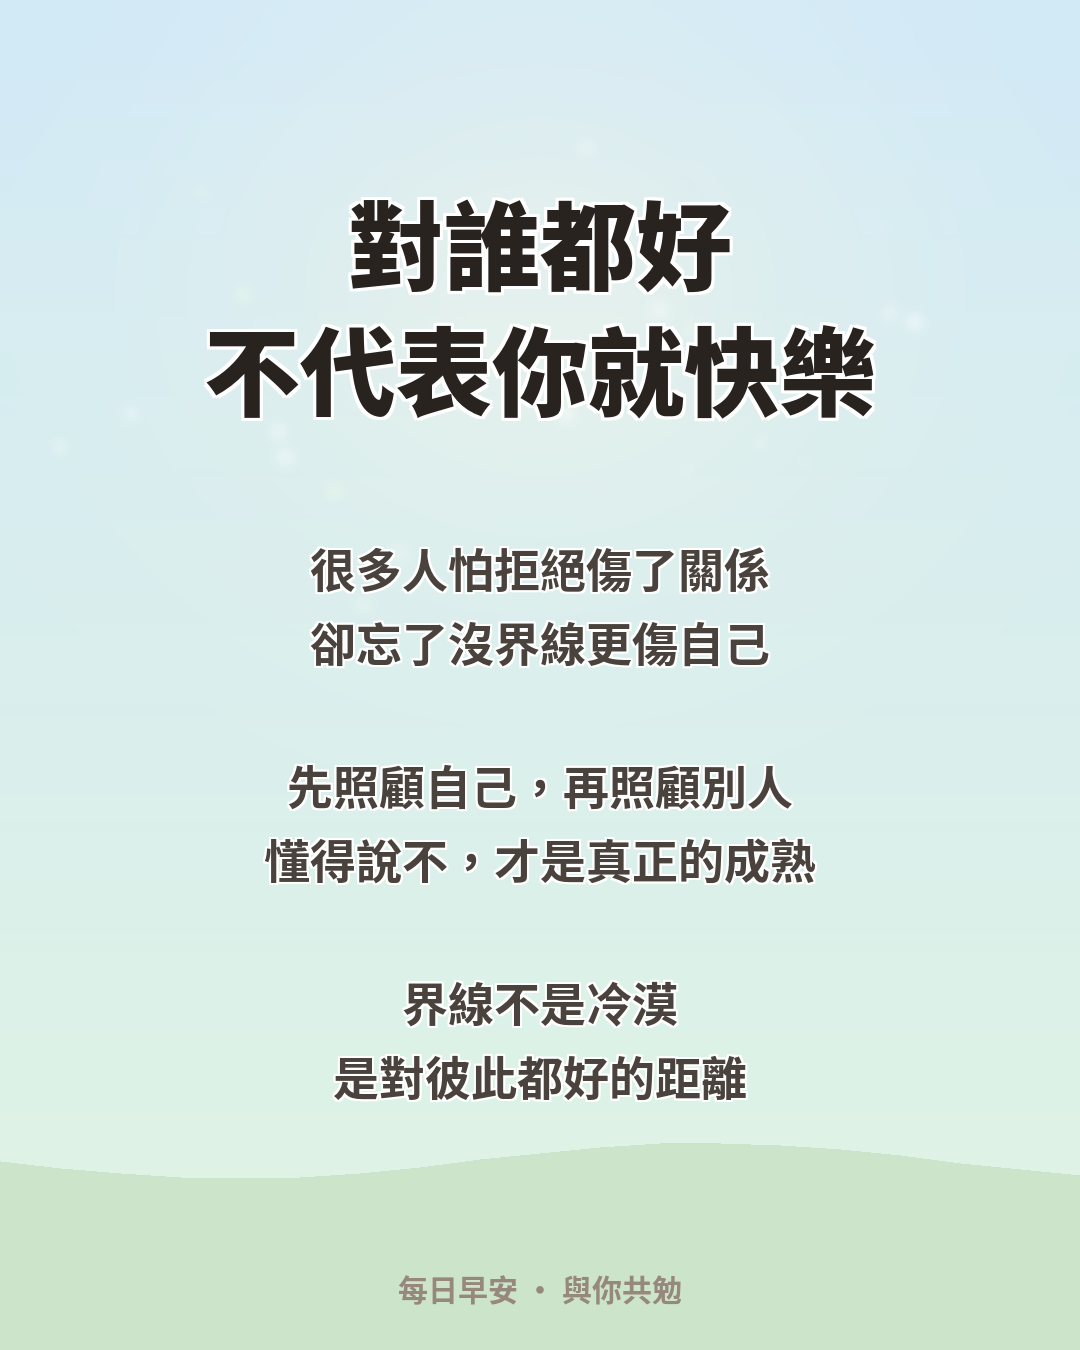 對誰都好
不代表你就快樂
很多人怕拒絕傷了關係
卻忘了沒界線更傷自己
先照顧自己，再照顧別人
懂得說不，才是真正的成熟
界線不是冷漠
是對彼此都好的距離
每日早安 · 與你共勉